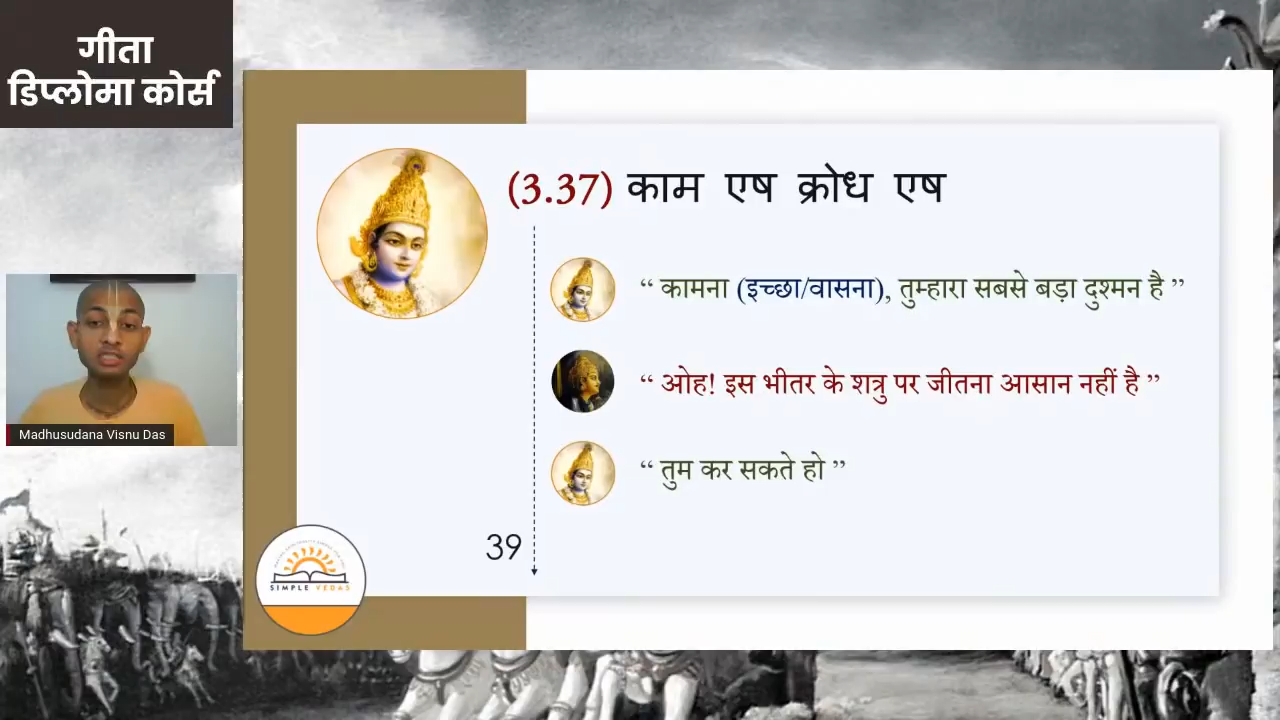 गीता
डिप्लोमा कोर्स
(3.37) काम एष क्रोध एष
“ कामना (इच्छा/वासना), तुम्हारा सबसे बड़ा दुश्मन है ”
“ ओह! इस भीतर के शत्रु पर जीतना आसान नहीं है ”
“ तुम कर सकते हो ”
39
Madhusudana Visnu Das
SIMPLE VEDAS